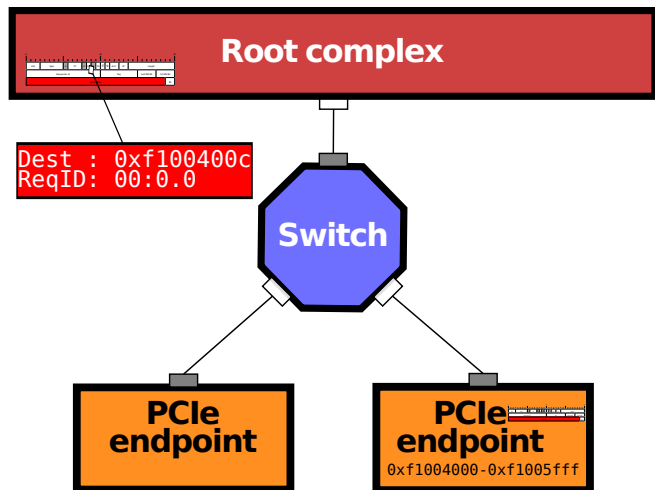 Root complex
Dest : 0xf100400c
ReqID: 00:0.0
Switch
PCIe
endpoint
PCIe
endpoint
0xf1004000-0xf1005fff